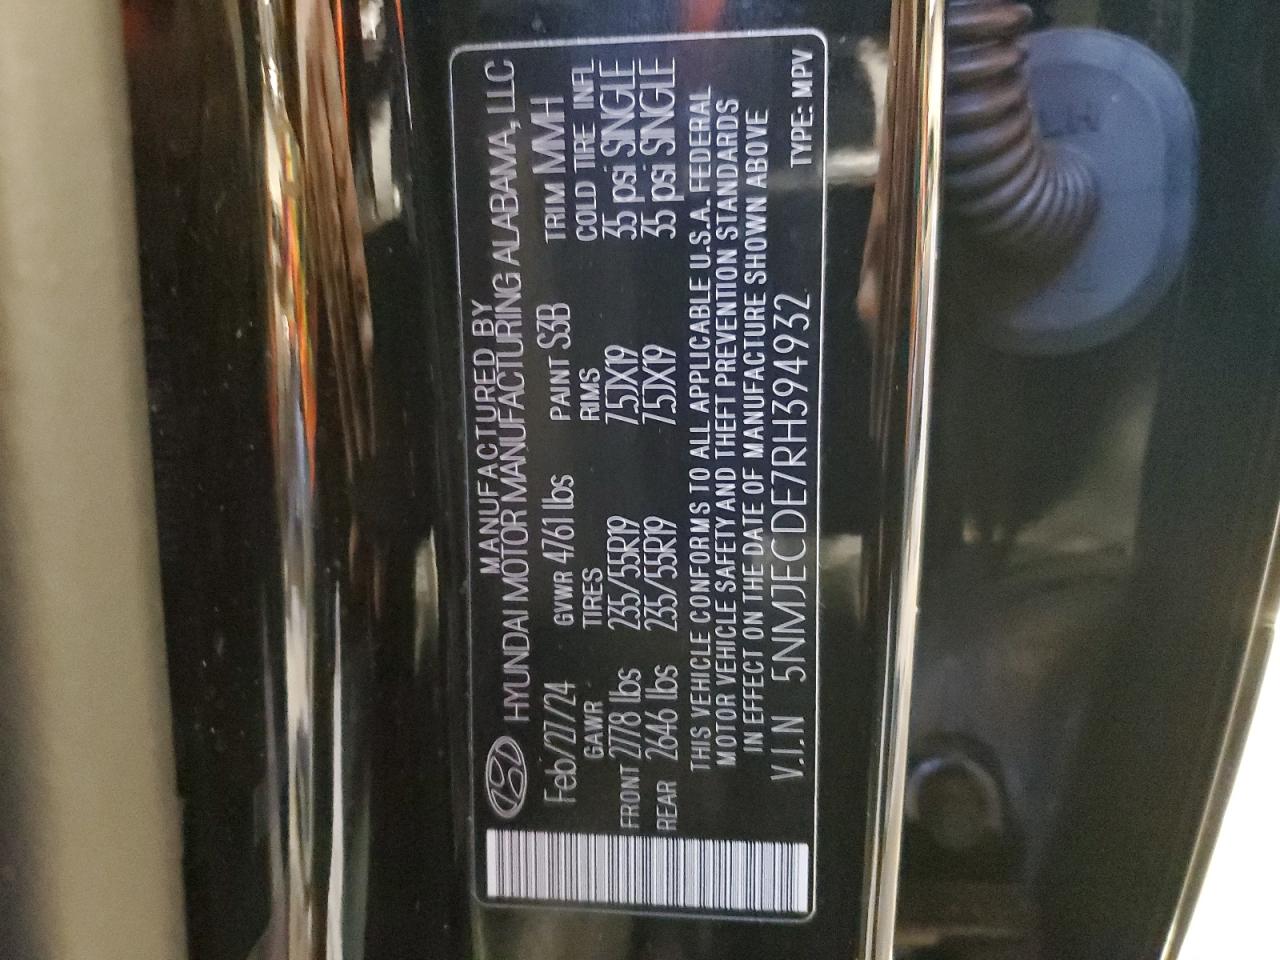 MANUFACTURED BY
HYUNDAI MOTOR MANUFACTURING ALABAMA, LLC
Feb/27/24 GVWR 4761 lbs PAINT S3B TRIM MMH
GAWR TIRES RIMS COLD TIRE INFL
FRONT 2778 lbs 235/55R19 7.5JX19 35 psi SINGLE
REAR 2646 lbs 235/55R19 7.5JX19 35 psi SINGLE
THIS VEHICLE CONFORMS TO ALL APPLICABLE U.S.A. FEDERAL
MOTOR VEHICLE SAFETY AND THEFT PREVENTION STANDARDS
IN EFFECT ON THE DATE OF MANUFACTURE SHOWN ABOVE
V.I.N 5NMJECDE7RH394932 TYPE: MPV